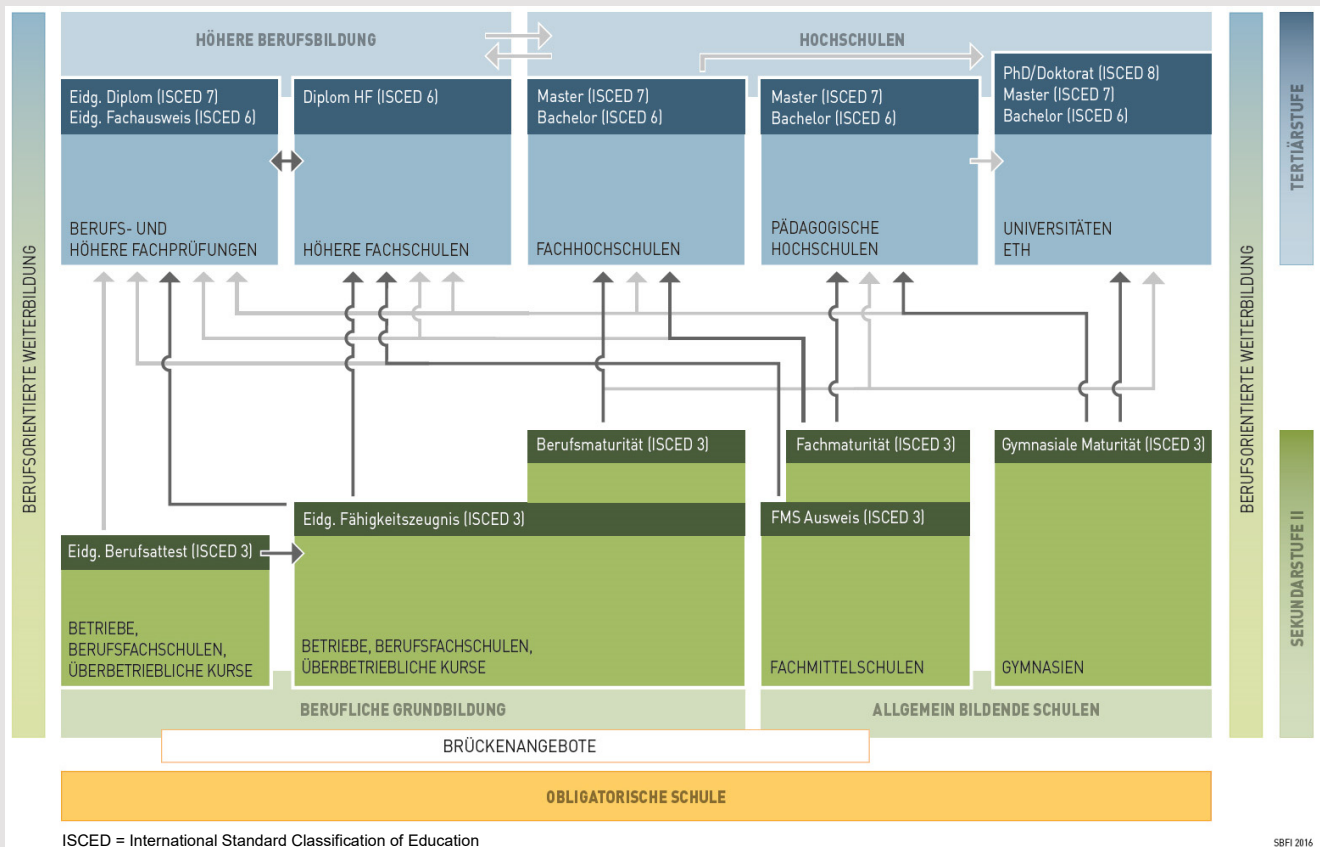 HÖHERE BERUFSBILDUNG
HOCHSCHULEN
Eidg. Diplom (ISCED 7)
Eidg. Fachausweis (ISCED 6)
BERUFS- UND
HÖHERE FACHPRÜFUNGEN
Diplom HF (ISCED 6)
HÖHERE FACHSCHULEN
Master (ISCED 7)
Bachelor (ISCED 6)
FACHHOCHSCHULEN
Master (ISCED 7)
Bachelor (ISCED 6)
PÄDAGOGISCHE
HOCHSCHULEN
PhD/Doktorat (ISCED 8)
Master (ISCED 7)
Bachelor (ISCED 6)
UNIVERSITÄTEN
ETH
BERUFSORIENTIERTE WEITERBILDUNG
BERUFSORIENTIERTE WEITERBILDUNG
TERTIÄRSTUFE
SEKUNDARSTUFE II
Berufsmaturität (ISCED 3)
Fachmaturität (ISCED 3)
Gymnasiale Maturität (ISCED 3)
Eidg. Fähigkeitszeugnis (ISCED 3)
FMS Ausweis (ISCED 3)
Eidg. Berufsattest (ISCED 3)
BETRIEBE,
BERUFSFACHSCHULEN,
ÜBERBETRIEBLICHE KURSE
BETRIEBE, BERUFSFACHSCHULEN,
ÜBERBETRIEBLICHE KURSE
FACHMITTELSCHULEN
GYMNASIEN
BERUFLICHE GRUNDBILDUNG
ALLGEMEIN BILDENDE SCHULEN
BRÜCKENANGEBOTE
OBLIGATORISCHE SCHULE
ISCED = International Standard Classification of Education
SBFI 2016